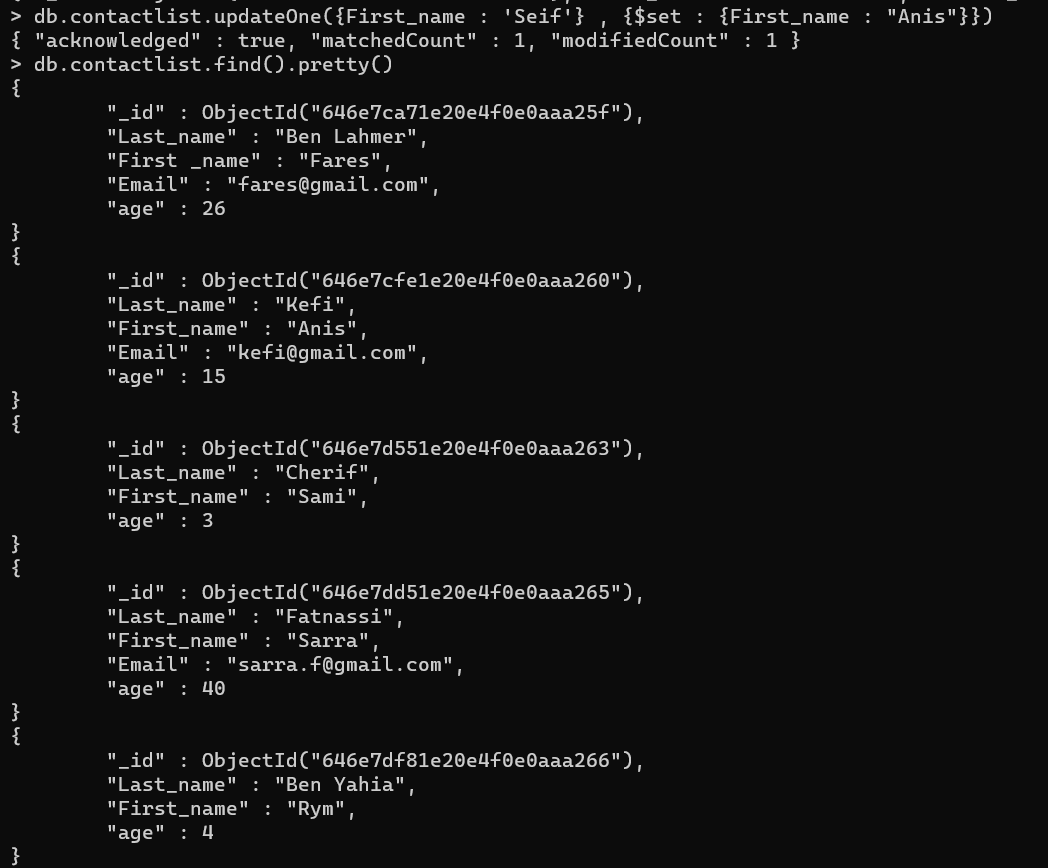 > db.contactlist.updateOne({First_name : 'Seif'} , {$set : {First_name : "Anis"}})
{ "acknowledged" : true, "matchedCount" : 1, "modifiedCount" : 1 }
> db.contactlist.find().pretty()
{
"_id" : ObjectId("646e7ca71e20e4f0e0aaa25f"),
"Last_name" : "Ben Lahmer",
"First _name" : "Fares",
"Email" : "fares@gmail.com",
"age" : 26
}
{
"_id" : ObjectId("646e7cfe1e20e4f0e0aaa260"),
"Last_name" : "Kefi",
"First_name" : "Anis",
"Email" : "kefi@gmail.com",
"age" : 15
}
{
"_id" : ObjectId("646e7d551e20e4f0e0aaa263"),
"Last_name" : "Cherif",
"First_name" : "Sami",
"age" : 3
}
{
"_id" : ObjectId("646e7dd51e20e4f0e0aaa265"),
"Last_name" : "Fatnassi",
"First_name" : "Sarra",
"Email" : "sarra.f@gmail.com",
"age" : 40
}
{
"_id" : ObjectId("646e7df81e20e4f0e0aaa266"),
"Last_name" : "Ben Yahia",
"First_name" : "Rym",
"age" : 4
}